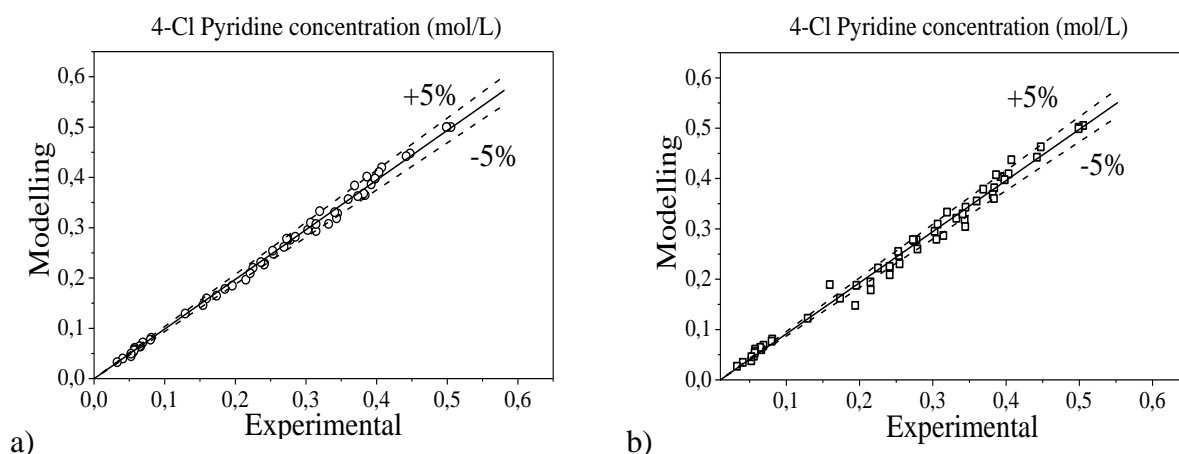 4-Cl Pyridine concentration (mol/L)
0,6
0,5
0,4
0,3
0,2
0,1
0,0
Modelling
+5%
-5%
0,0 0,1 0,2 0,3 0,4 0,5 0,6
Experimental
a)
4-Cl Pyridine concentration (mol/L)
0,6
0,5
0,4
0,3
0,2
0,1
0,0
Modelling
+5%
-5%
0,1 0,2 0,3 0,4 0,5
Experimental
b)